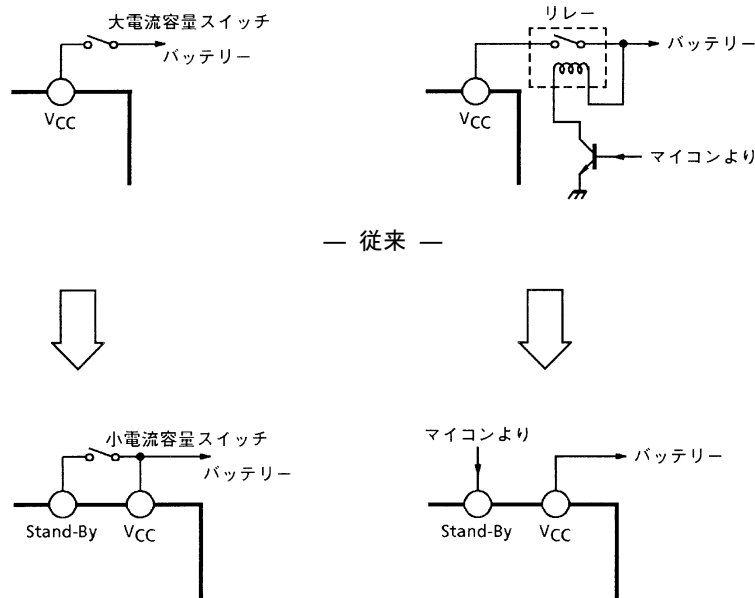 大電流容量スイッチ
バッテリー
VCC
リレー
バッテリー
VCC
マイコンより
— 従来 —
小電流容量スイッチ
バッテリー
Stand-By
VCC
マイコンより
バッテリー
Stand-By
VCC